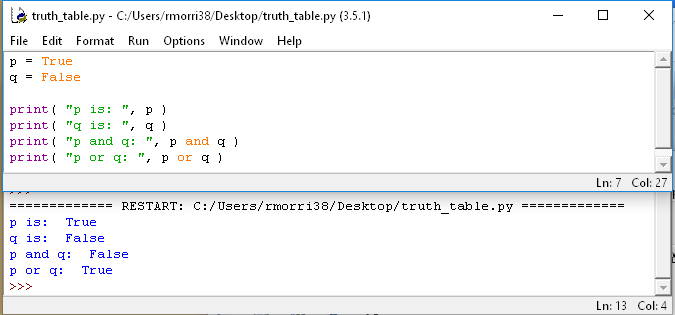 truth_table.py - C:/Users/rmorri38/Desktop/truth_table.py (3.5.1)
File Edit Format Run Options Window Help
p = True
q = False
print( "p is: ", p )
print( "q is: ", q )
print( "p and q: ", p and q )
print( "p or q: ", p or q )
Ln: 7 Col: 27
>>>
============= RESTART: C:/Users/rmorri38/Desktop/truth_table.py =============
p is:  True
q is:  False
p and q:  False
p or q:  True
>>>
Ln: 13 Col: 4